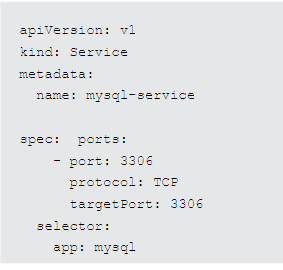 apiVersion: v1
kind: Service
metadata:
  name: mysql-service

spec:  ports:
    - port: 3306
      protocol: TCP
      targetPort: 3306
  selector:
    app: mysql